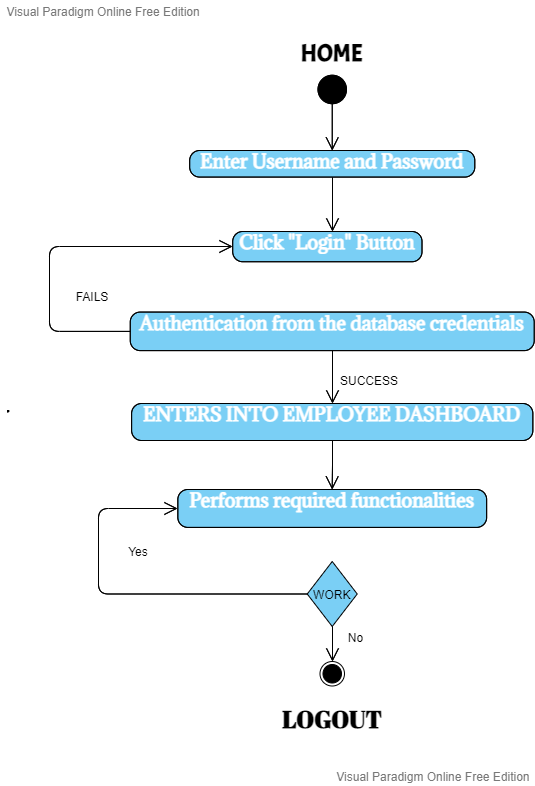 Visual Paradigm Online Free Edition
HOME
Enter Username and Password
Click "Login" Button
FAILS
Authentication from the database credentials
SUCCESS
ENTERS INTO EMPLOYEE DASHBOARD
Performs required functionalities
Yes
WORK
No
LOGOUT
Visual Paradigm Online Free Edition